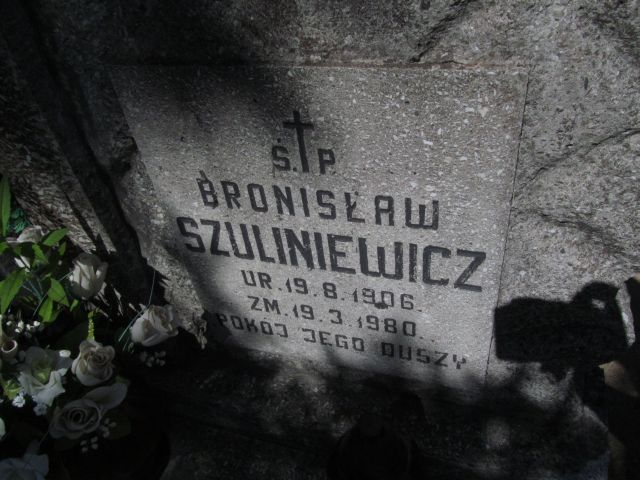 Ś.P
BRONISŁAW
SZULINIEWICZ
UR.19.8.1906.
ZM.19.3.1980.
POKÓJ JEGO DUSZY